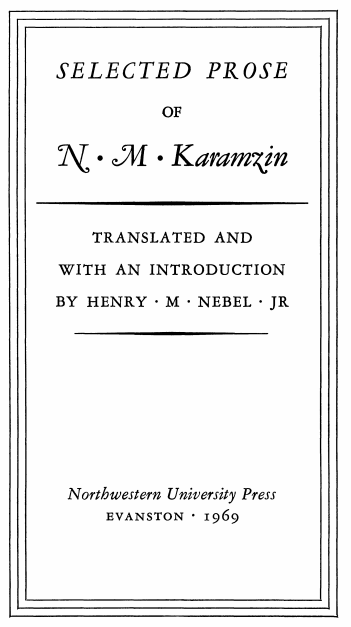 SELECTED PROSE
OF
N · M · Karamzin
TRANSLATED AND
WITH AN INTRODUCTION
BY HENRY · M · NEBEL · JR
Northwestern University Press
EVANSTON · 1969